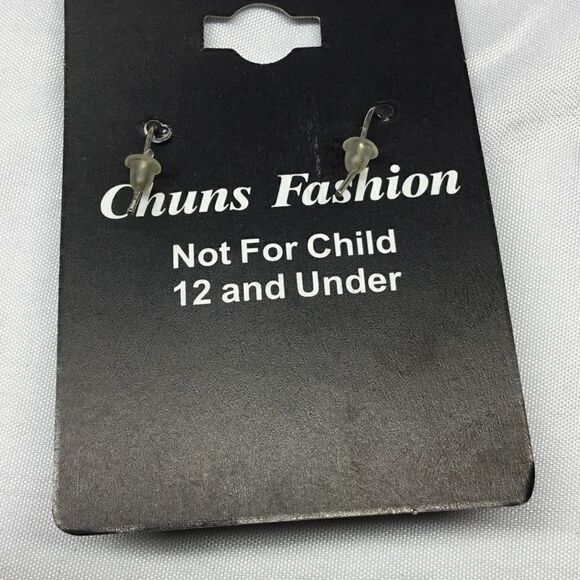 Chuns Fashion
Not For Child
12 and Under